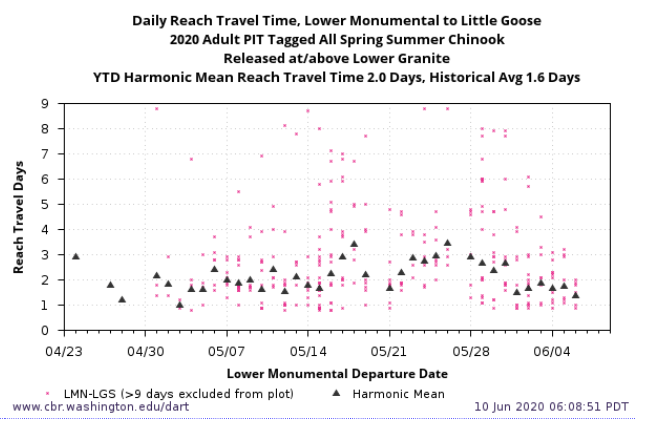 Daily Reach Travel Time, Lower Monumental to Little Goose
2020 Adult PIT Tagged All Spring Summer Chinook
Released at/above Lower Granite
YTD Harmonic Mean Reach Travel Time 2.0 Days, Historical Avg 1.6 Days
Reach Travel Days
9
8
7
6
5
4
3
2
1
0
04/23 04/30 05/07 05/14 05/21 05/28 06/04
Lower Monumental Departure Date
LMN-LGS (>9 days excluded from plot) Harmonic Mean
www.cbr.washington.edu/dart 10 Jun 2020 06:08:51 PDT